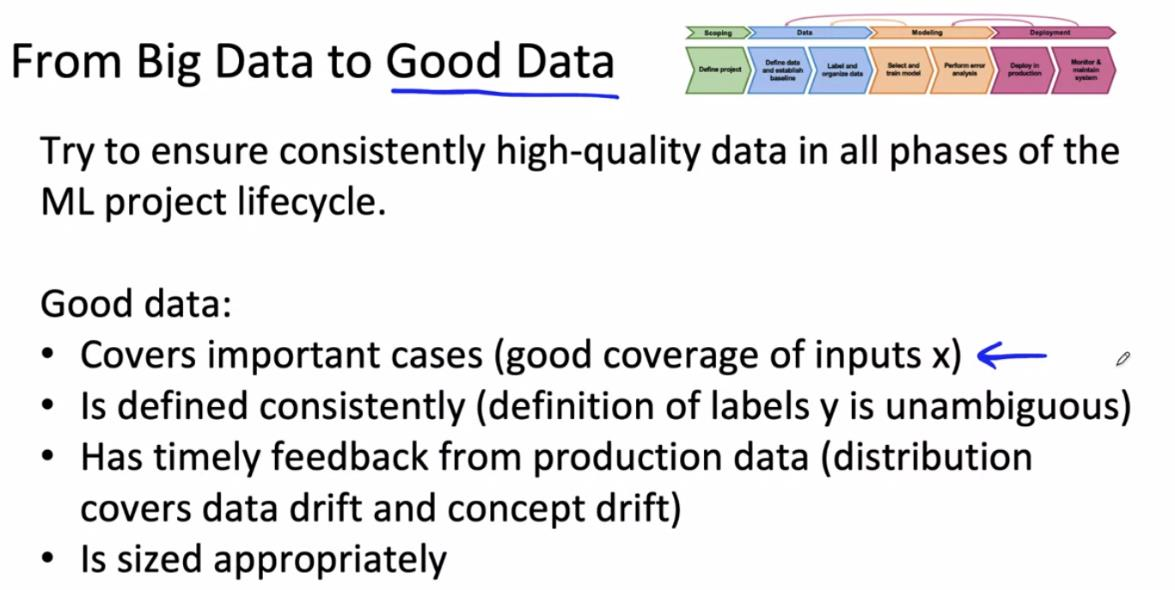 From Big Data to Good Data
Scoping Data Modeling Deployment
Define project
Define data
and establish
baseline
Label and
organize data
Select and
train model
Perform error
analysis
Deploy in
production
Monitor &
maintain
system
Try to ensure consistently high-quality data in all phases of the
ML project lifecycle.
Good data:
• Covers important cases (good coverage of inputs x)
• Is defined consistently (definition of labels y is unambiguous)
• Has timely feedback from production data (distribution
covers data drift and concept drift)
• Is sized appropriately